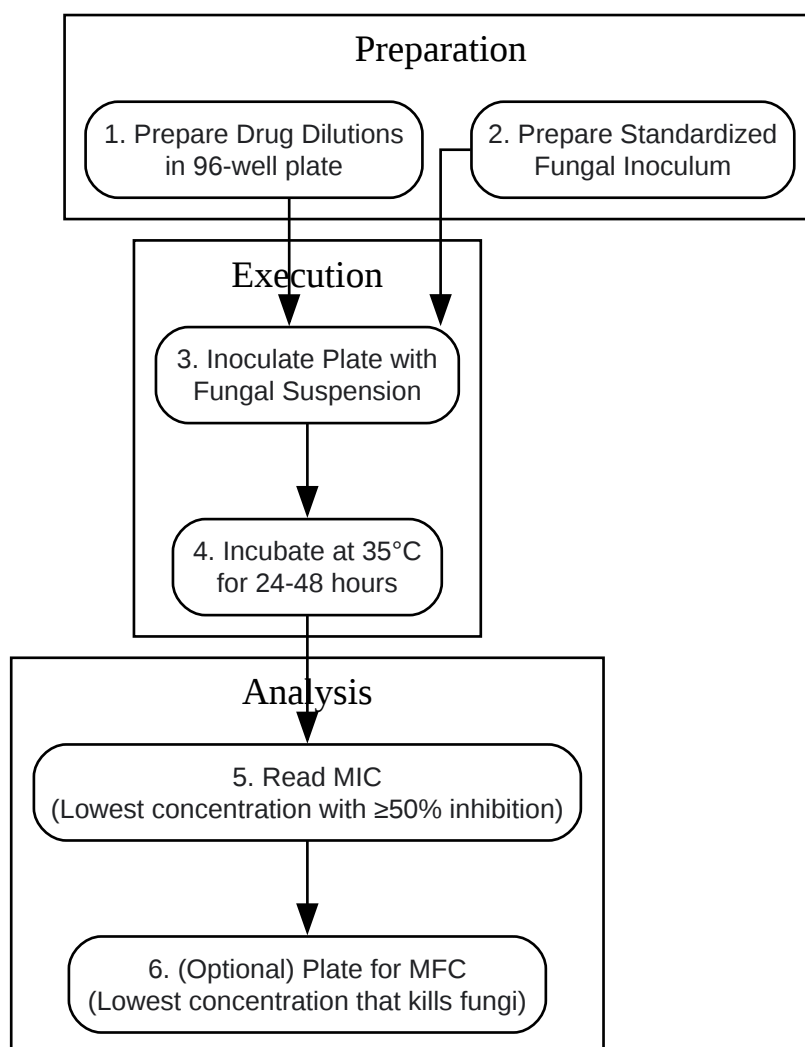 Preparation
1. Prepare Drug Dilutions
in 96-well plate
2. Prepare Standardized
Fungal Inoculum
Execution
3. Inoculate Plate with
Fungal Suspension
4. Incubate at 35°C
for 24-48 hours
Analysis
5. Read MIC
(Lowest concentration with ≥50% inhibition)
6. (Optional) Plate for MFC
(Lowest concentration that kills fungi)